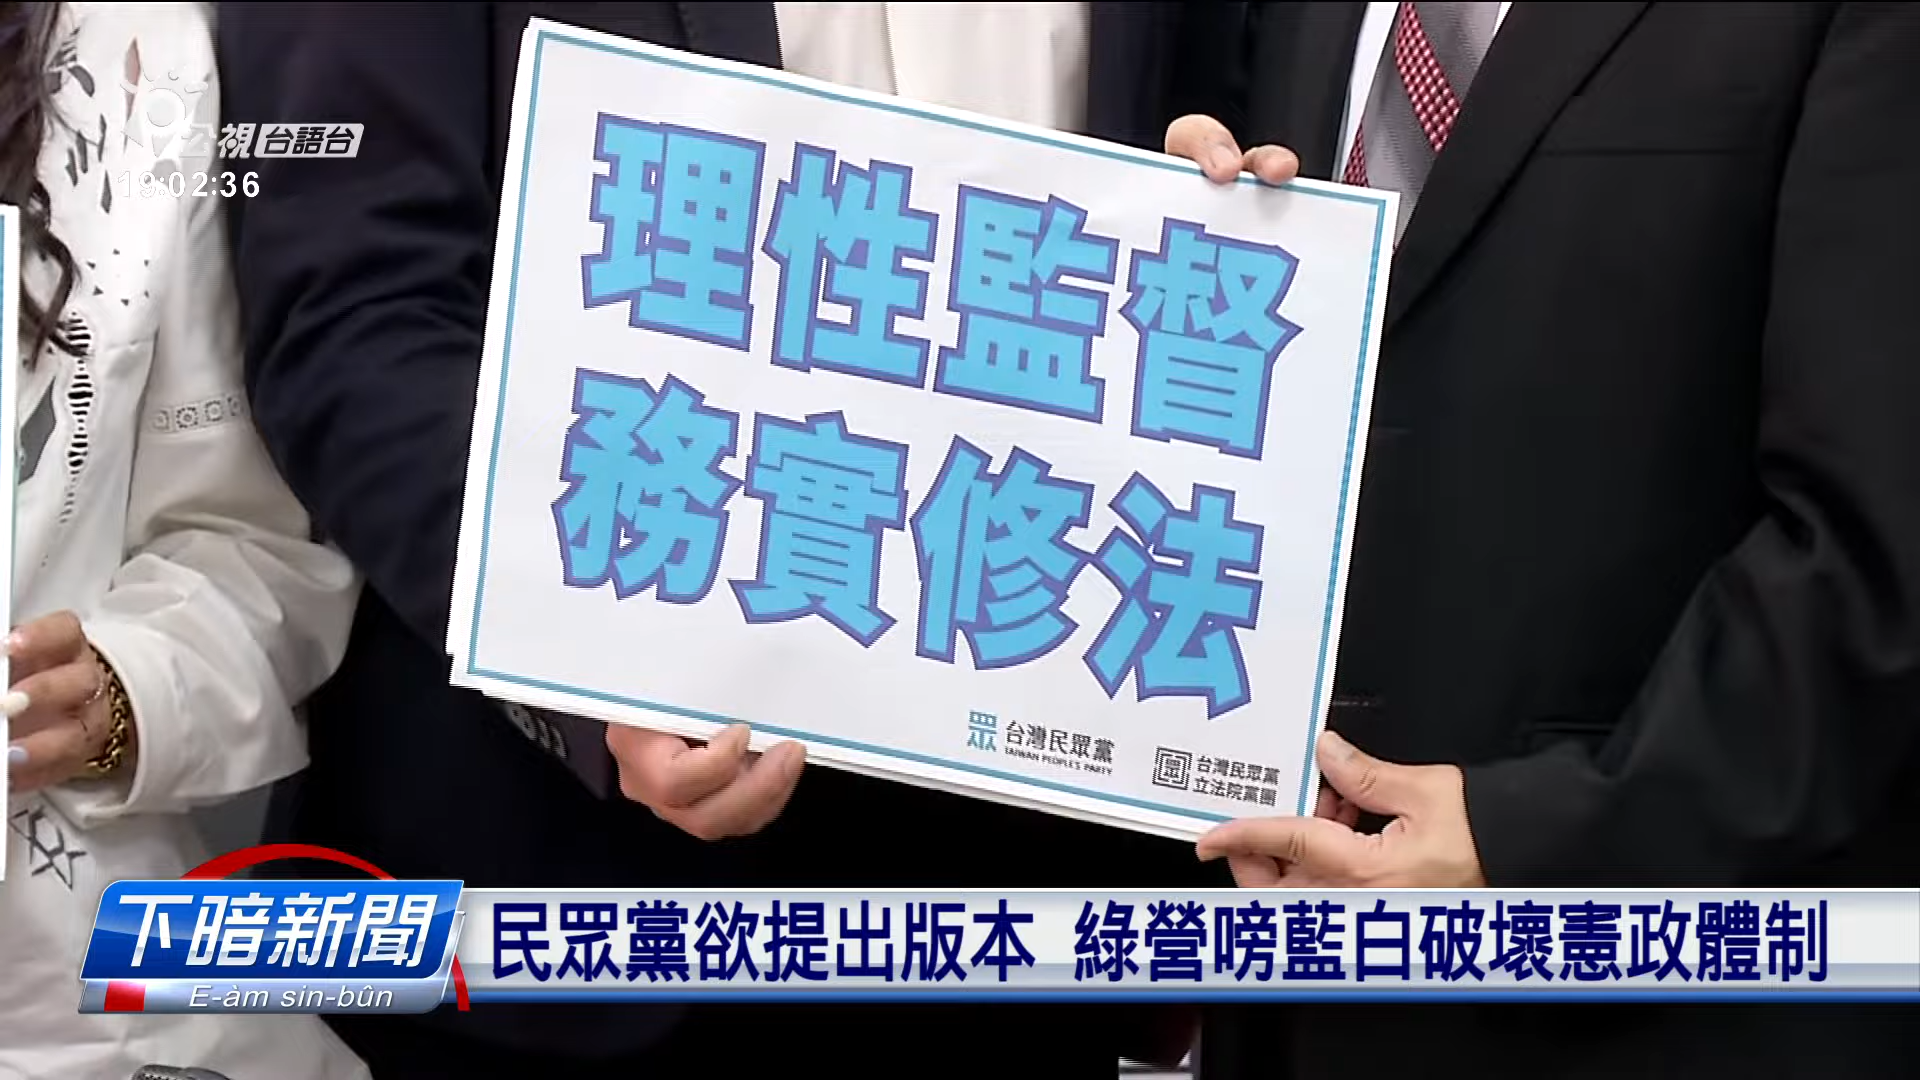 公視 台語台
19:02:36
理性監督
務實修法
眾 台灣民眾黨
TAIWAN PEOPLE'S PARTY
眾 台灣民眾黨
立法院黨團
下暗新聞
E-àm sin-bûn
民眾黨欲提出版本 綠營嗙藍白破壞憲政體制